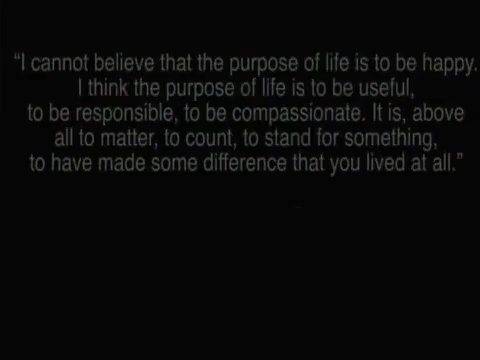 “I cannot believe that the purpose of life is to be happy.
I think the purpose of life is to be useful,
to be responsible, to be compassionate. It is, above
all to matter, to count, to stand for something,
to have made some difference that you lived at all.”